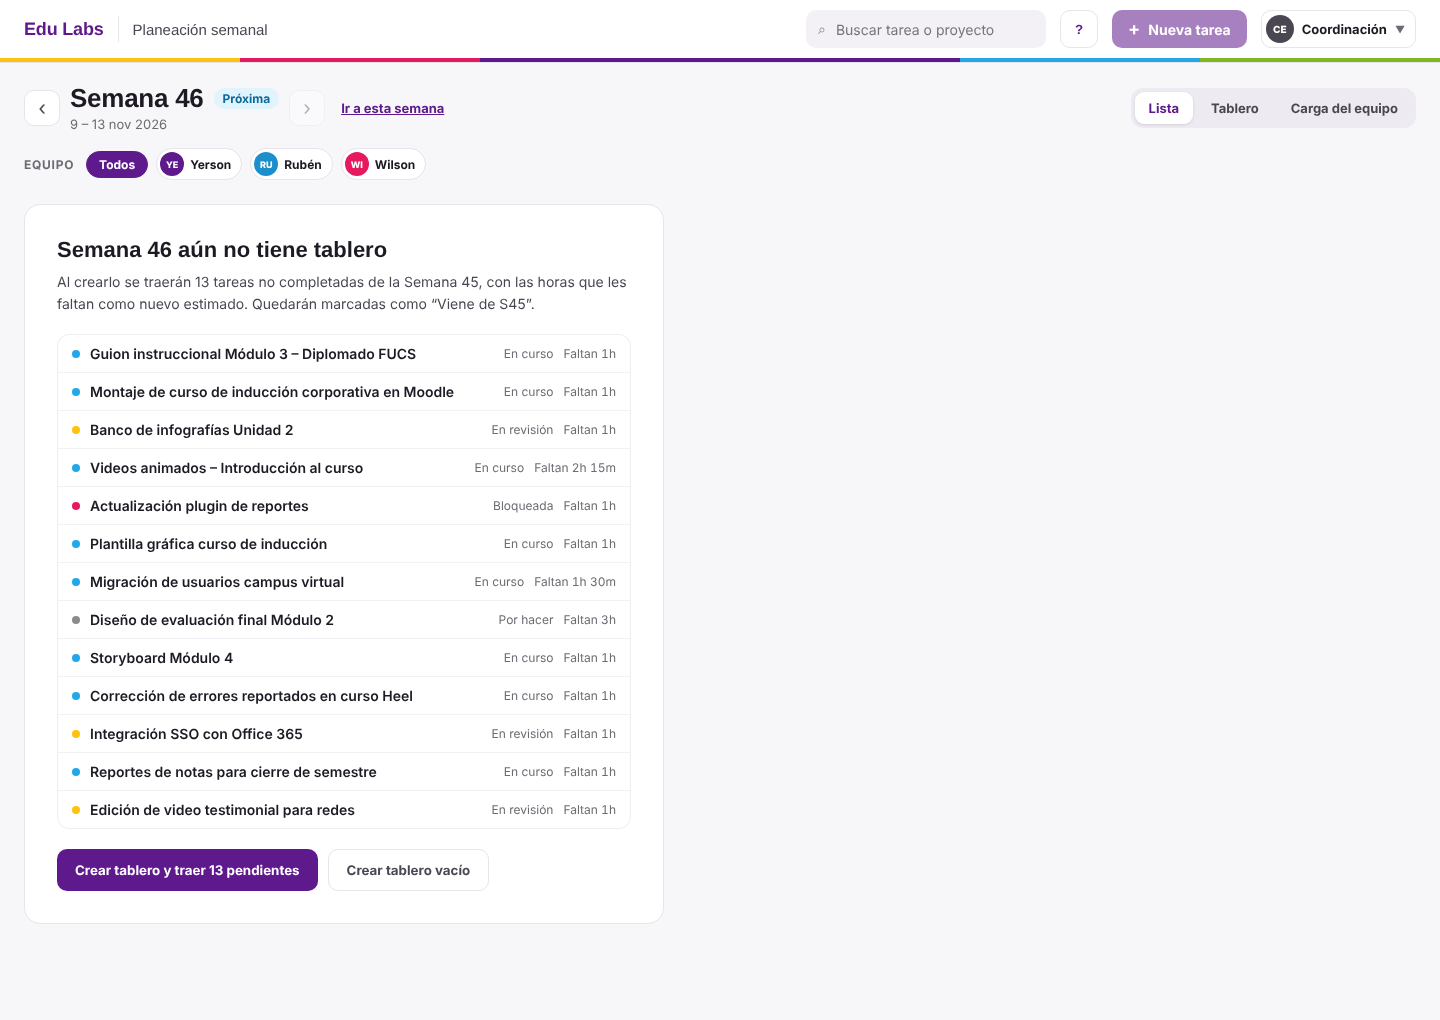 Edu Labs
Planeación semanal
Buscar tarea o proyecto
?
+ Nueva tarea
CE Coordinación ▼
‹
Semana 46 Próxima
9 – 13 nov 2026
›
Ir a esta semana
Lista
Tablero
Carga del equipo
EQUIPO
Todos
YE Yerson
RU Rubén
WI Wilson
Semana 46 aún no tiene tablero
Al crearlo se traerán 13 tareas no completadas de la Semana 45, con las horas que les
faltan como nuevo estimado. Quedarán marcadas como “Viene de S45”.
Guion instruccional Módulo 3 – Diplomado FUCS En curso Faltan 1h
Montaje de curso de inducción corporativa en Moodle En curso Faltan 1h
Banco de infografías Unidad 2 En revisión Faltan 1h
Videos animados – Introducción al curso En curso Faltan 2h 15m
Actualización plugin de reportes Bloqueada Faltan 1h
Plantilla gráfica curso de inducción En curso Faltan 1h
Migración de usuarios campus virtual En curso Faltan 1h 30m
Diseño de evaluación final Módulo 2 Por hacer Faltan 3h
Storyboard Módulo 4 En curso Faltan 1h
Corrección de errores reportados en curso Heel En curso Faltan 1h
Integración SSO con Office 365 En revisión Faltan 1h
Reportes de notas para cierre de semestre En curso Faltan 1h
Edición de video testimonial para redes En revisión Faltan 1h
Crear tablero y traer 13 pendientes
Crear tablero vacío